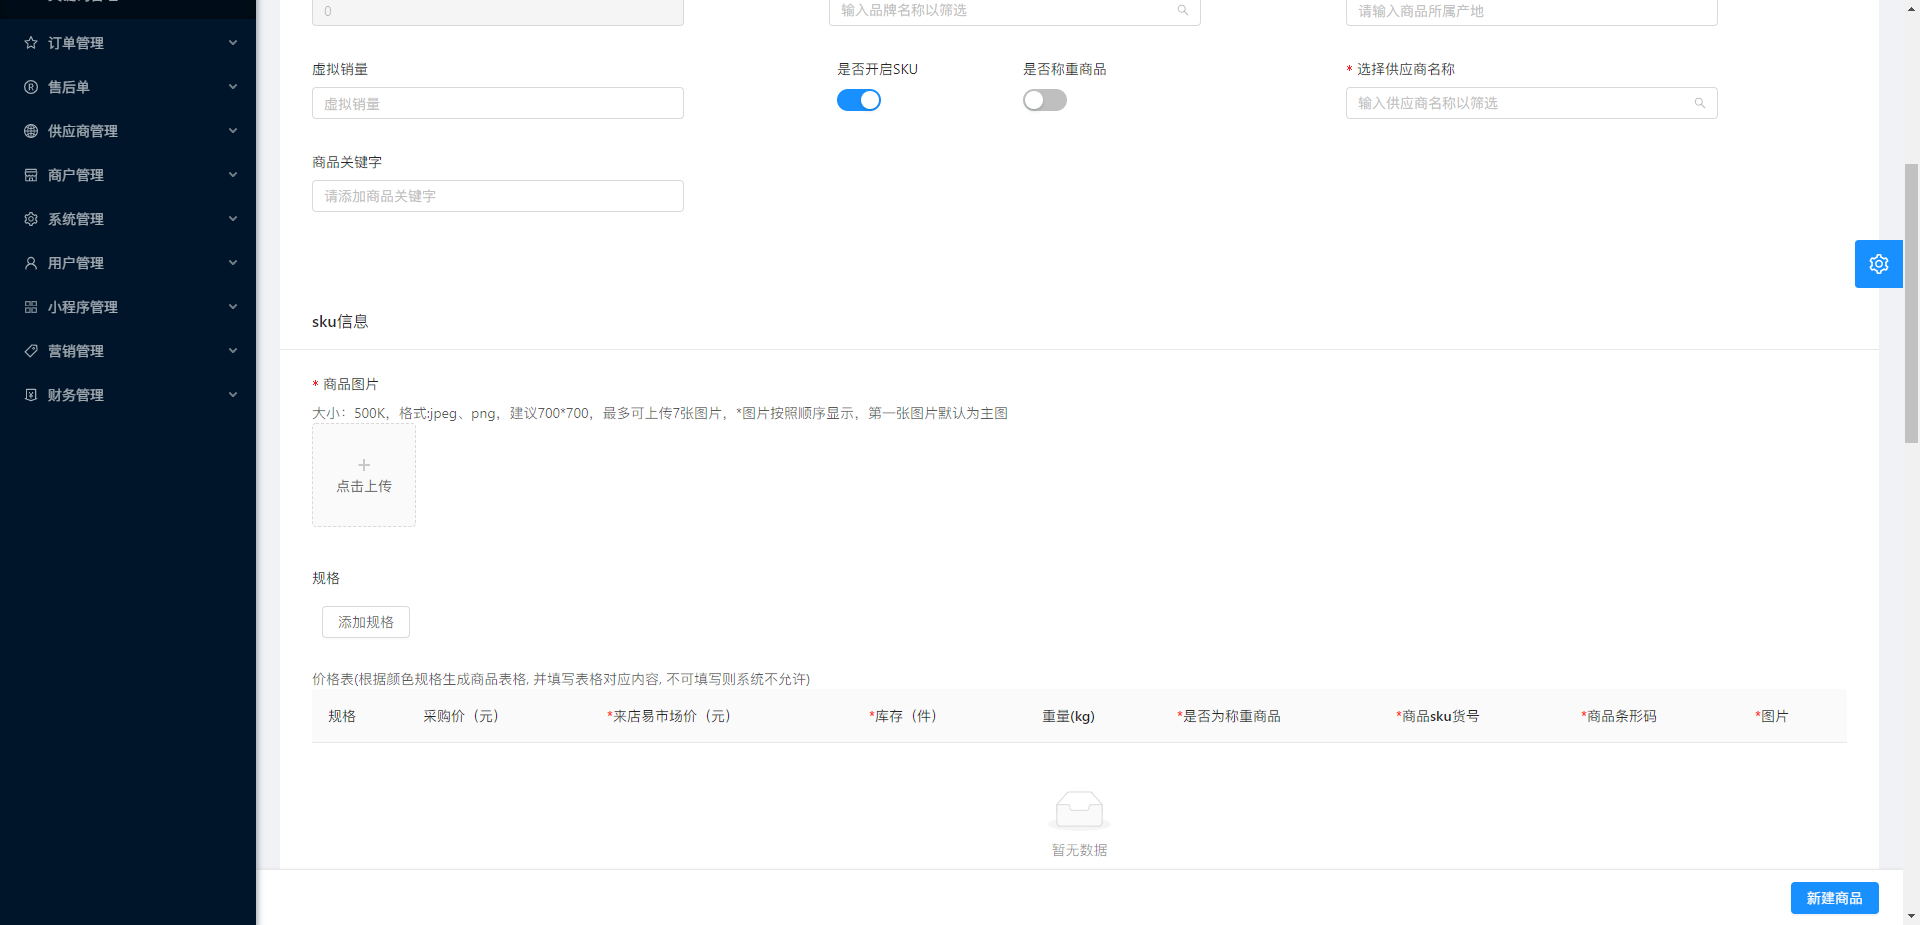 0
输入品牌名称以筛选
请输入商品所属产地
订单管理
售后单
供应商管理
商户管理
系统管理
用户管理
小程序管理
营销管理
财务管理
虚拟销量
是否开启SKU
是否称重商品
* 选择供应商名称
虚拟销量
输入供应商名称以筛选
商品关键字
请添加商品关键字
sku信息
* 商品图片
大小：500K，格式:jpeg、png，建议700*700，最多可上传7张图片，*图片按照顺序显示，第一张图片默认为主图
点击上传
规格
添加规格
价格表(根据颜色规格生成商品表格, 并填写表格对应内容, 不可填写则系统不允许)
规格 采购价（元） *来店易市场价（元） *库存（件） 重量(kg) *是否为称重商品 *商品sku货号 *商品条形码 *图片
暂无数据
新建商品